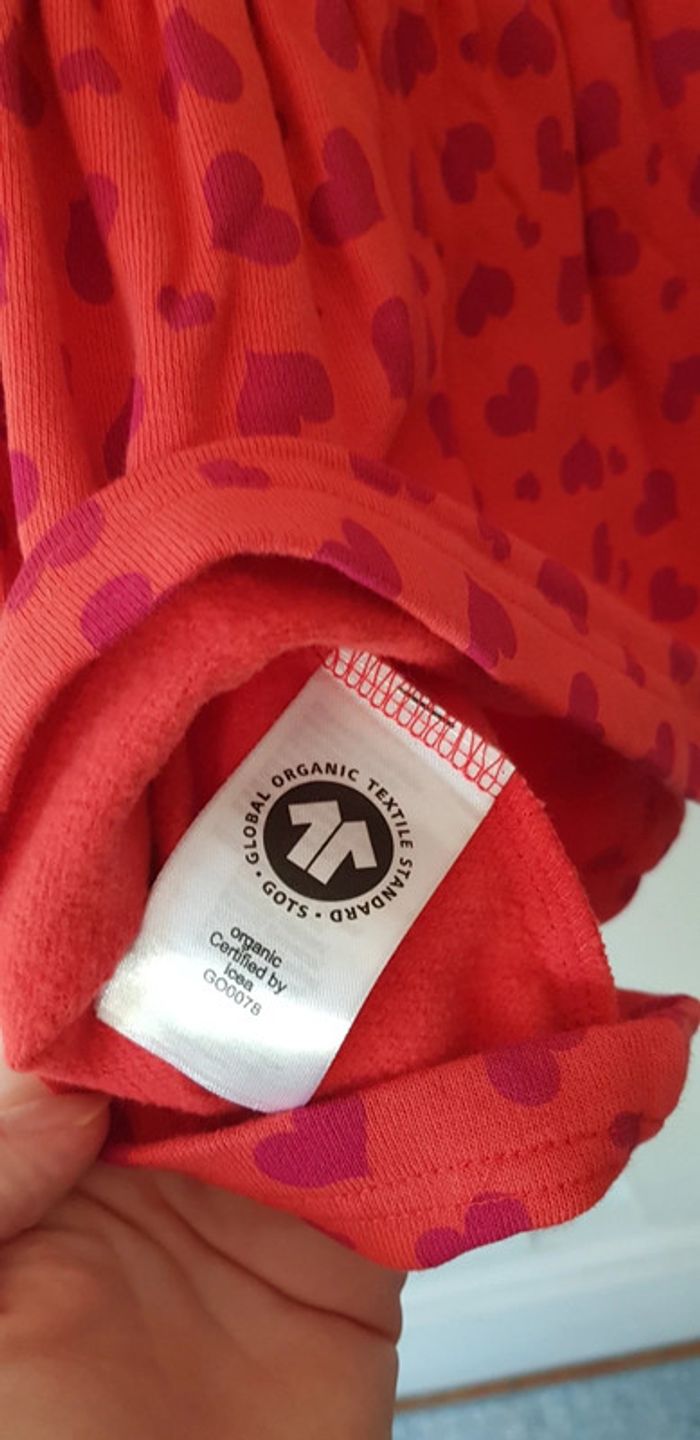 GLOBAL ORGANIC TEXTILE STANDARD · GOTS ·
organic
Certified by
icea
GO0078